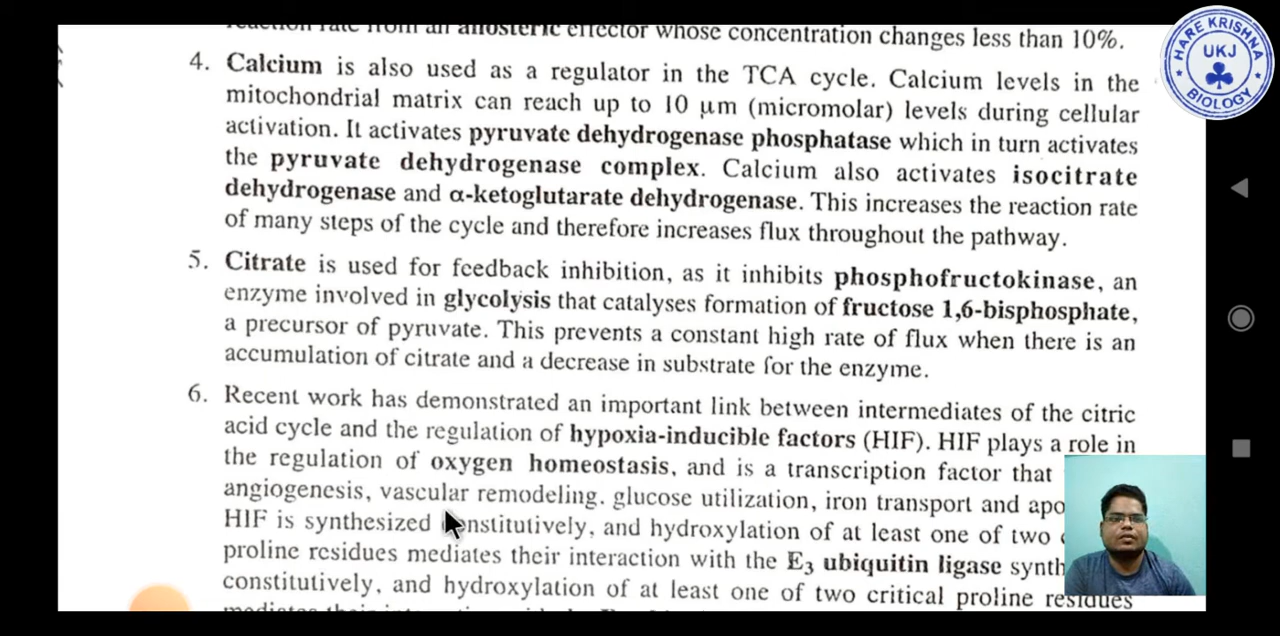 reaction rate from an allosteric effector whose concentration changes less than 10%.
4. Calcium is also used as a regulator in the TCA cycle. Calcium levels in the
mitochondrial matrix can reach up to 10 μm (micromolar) levels during cellular
activation. It activates pyruvate dehydrogenase phosphatase which in turn activates
the pyruvate dehydrogenase complex. Calcium also activates isocitrate
dehydrogenase and α-ketoglutarate dehydrogenase. This increases the reaction rate
of many steps of the cycle and therefore increases flux throughout the pathway.
5. Citrate is used for feedback inhibition, as it inhibits phosphofructokinase, an
enzyme involved in glycolysis that catalyses formation of fructose 1,6-bisphosphate,
a precursor of pyruvate. This prevents a constant high rate of flux when there is an
accumulation of citrate and a decrease in substrate for the enzyme.
6. Recent work has demonstrated an important link between intermediates of the citric
acid cycle and the regulation of hypoxia-inducible factors (HIF). HIF plays a role in
the regulation of oxygen homeostasis, and is a transcription factor that
angiogenesis, vascular remodeling. glucose utilization, iron transport and apo
HIF is synthesized constitutively, and hydroxylation of at least one of two
proline residues mediates their interaction with the E3 ubiquitin ligase synth
constitutively, and hydroxylation of at least one of two critical proline residues
HARE KRISHNA
UKJ
BIOLOGY